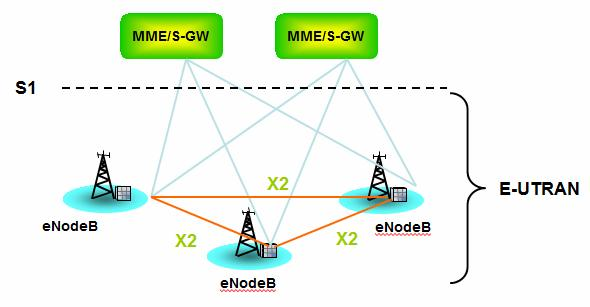 MME/S-GW
MME/S-GW
S1
X2
E-UTRAN
eNodeB
eNodeB
X2
X2
eNodeB